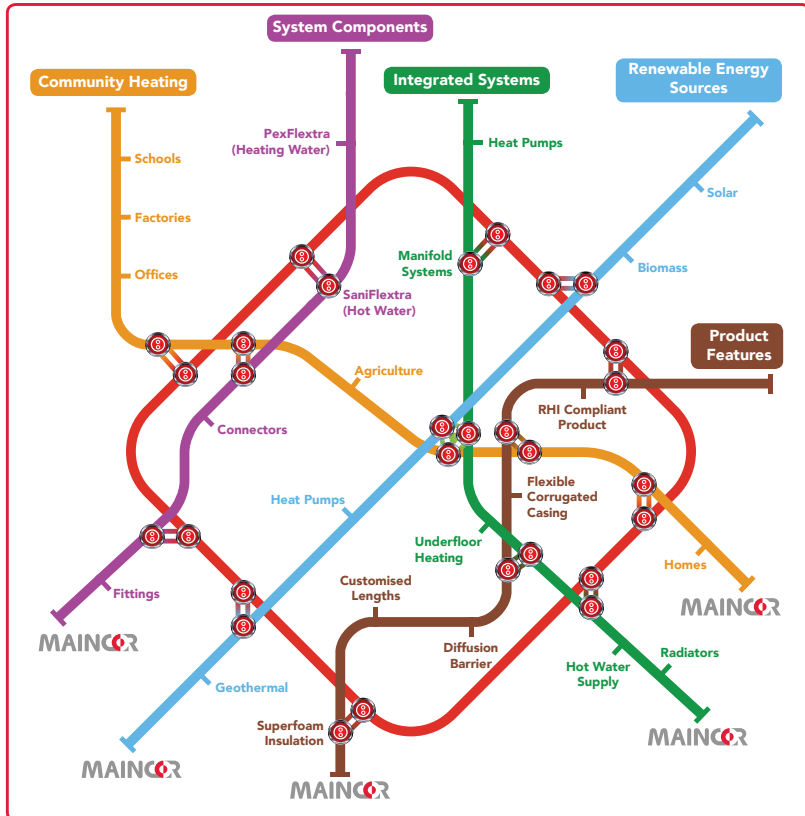 System Components
Community Heating
Integrated Systems
Renewable Energy
Sources
PexFlextra
(Heating Water)
Heat Pumps
Schools
Solar
Factories
Manifold
Systems
Biomass
Offices
SaniFlextra
(Hot Water)
Product
Features
Agriculture
RHI Compliant
Product
Connectors
Flexible
Corrugated
Casing
Heat Pumps
Underfloor
Heating
Homes
Customised
Lengths
Fittings
MAINCOR
MAINCOR
Diffusion
Barrier
Hot Water
Supply
Radiators
Geothermal
Superfoam
Insulation
MAINCOR
MAINCOR
MAINCOR